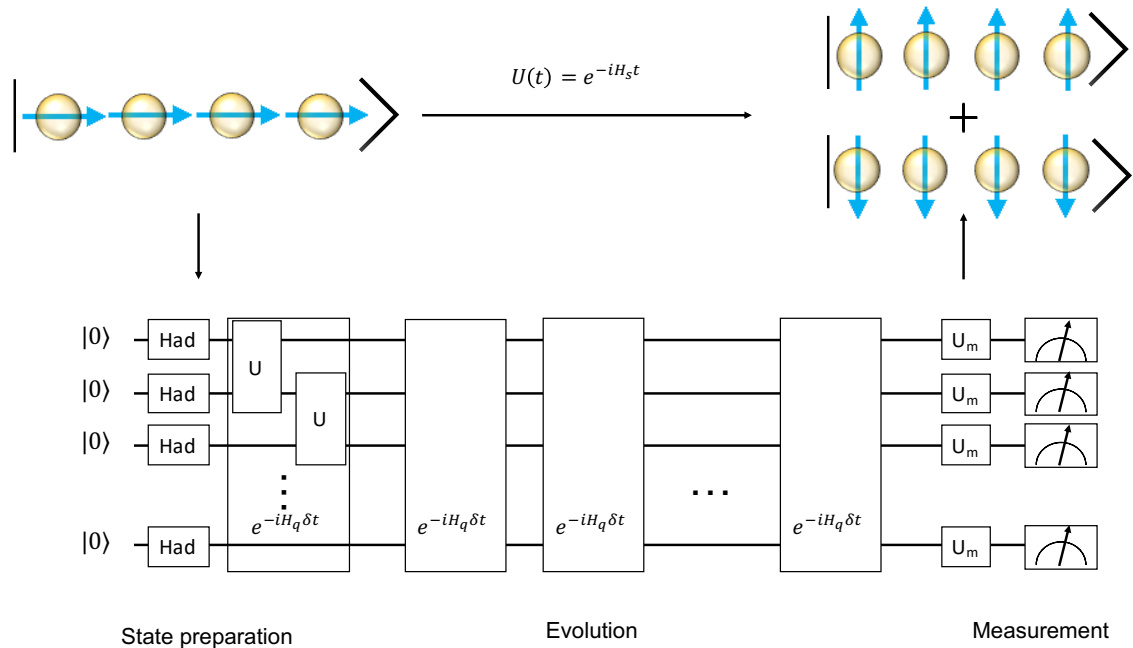 U(t) = e^{-iH_s t}
+
|0⟩ Had U U_m
|0⟩ Had U U_m
|0⟩ Had U_m
⋮ ...
e^{-iH_q δt} e^{-iH_q δt} e^{-iH_q δt} e^{-iH_q δt}
|0⟩ Had U_m
State preparation Evolution Measurement